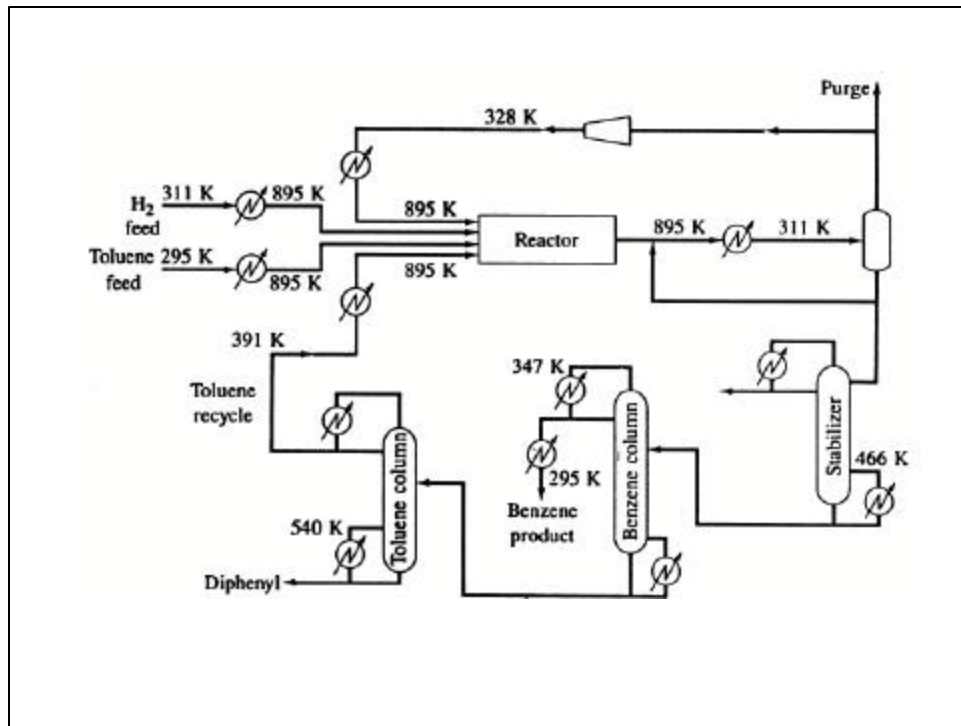 Purge
328 K
311 K
895 K
H2
feed
895 K
Reactor
895 K
311 K
Toluene
feed
295 K
895 K
895 K
391 K
Toluene
recycle
347 K
Stabilizer
466 K
Toluene column
Benzene column
295 K
Benzene
product
540 K
Diphenyl